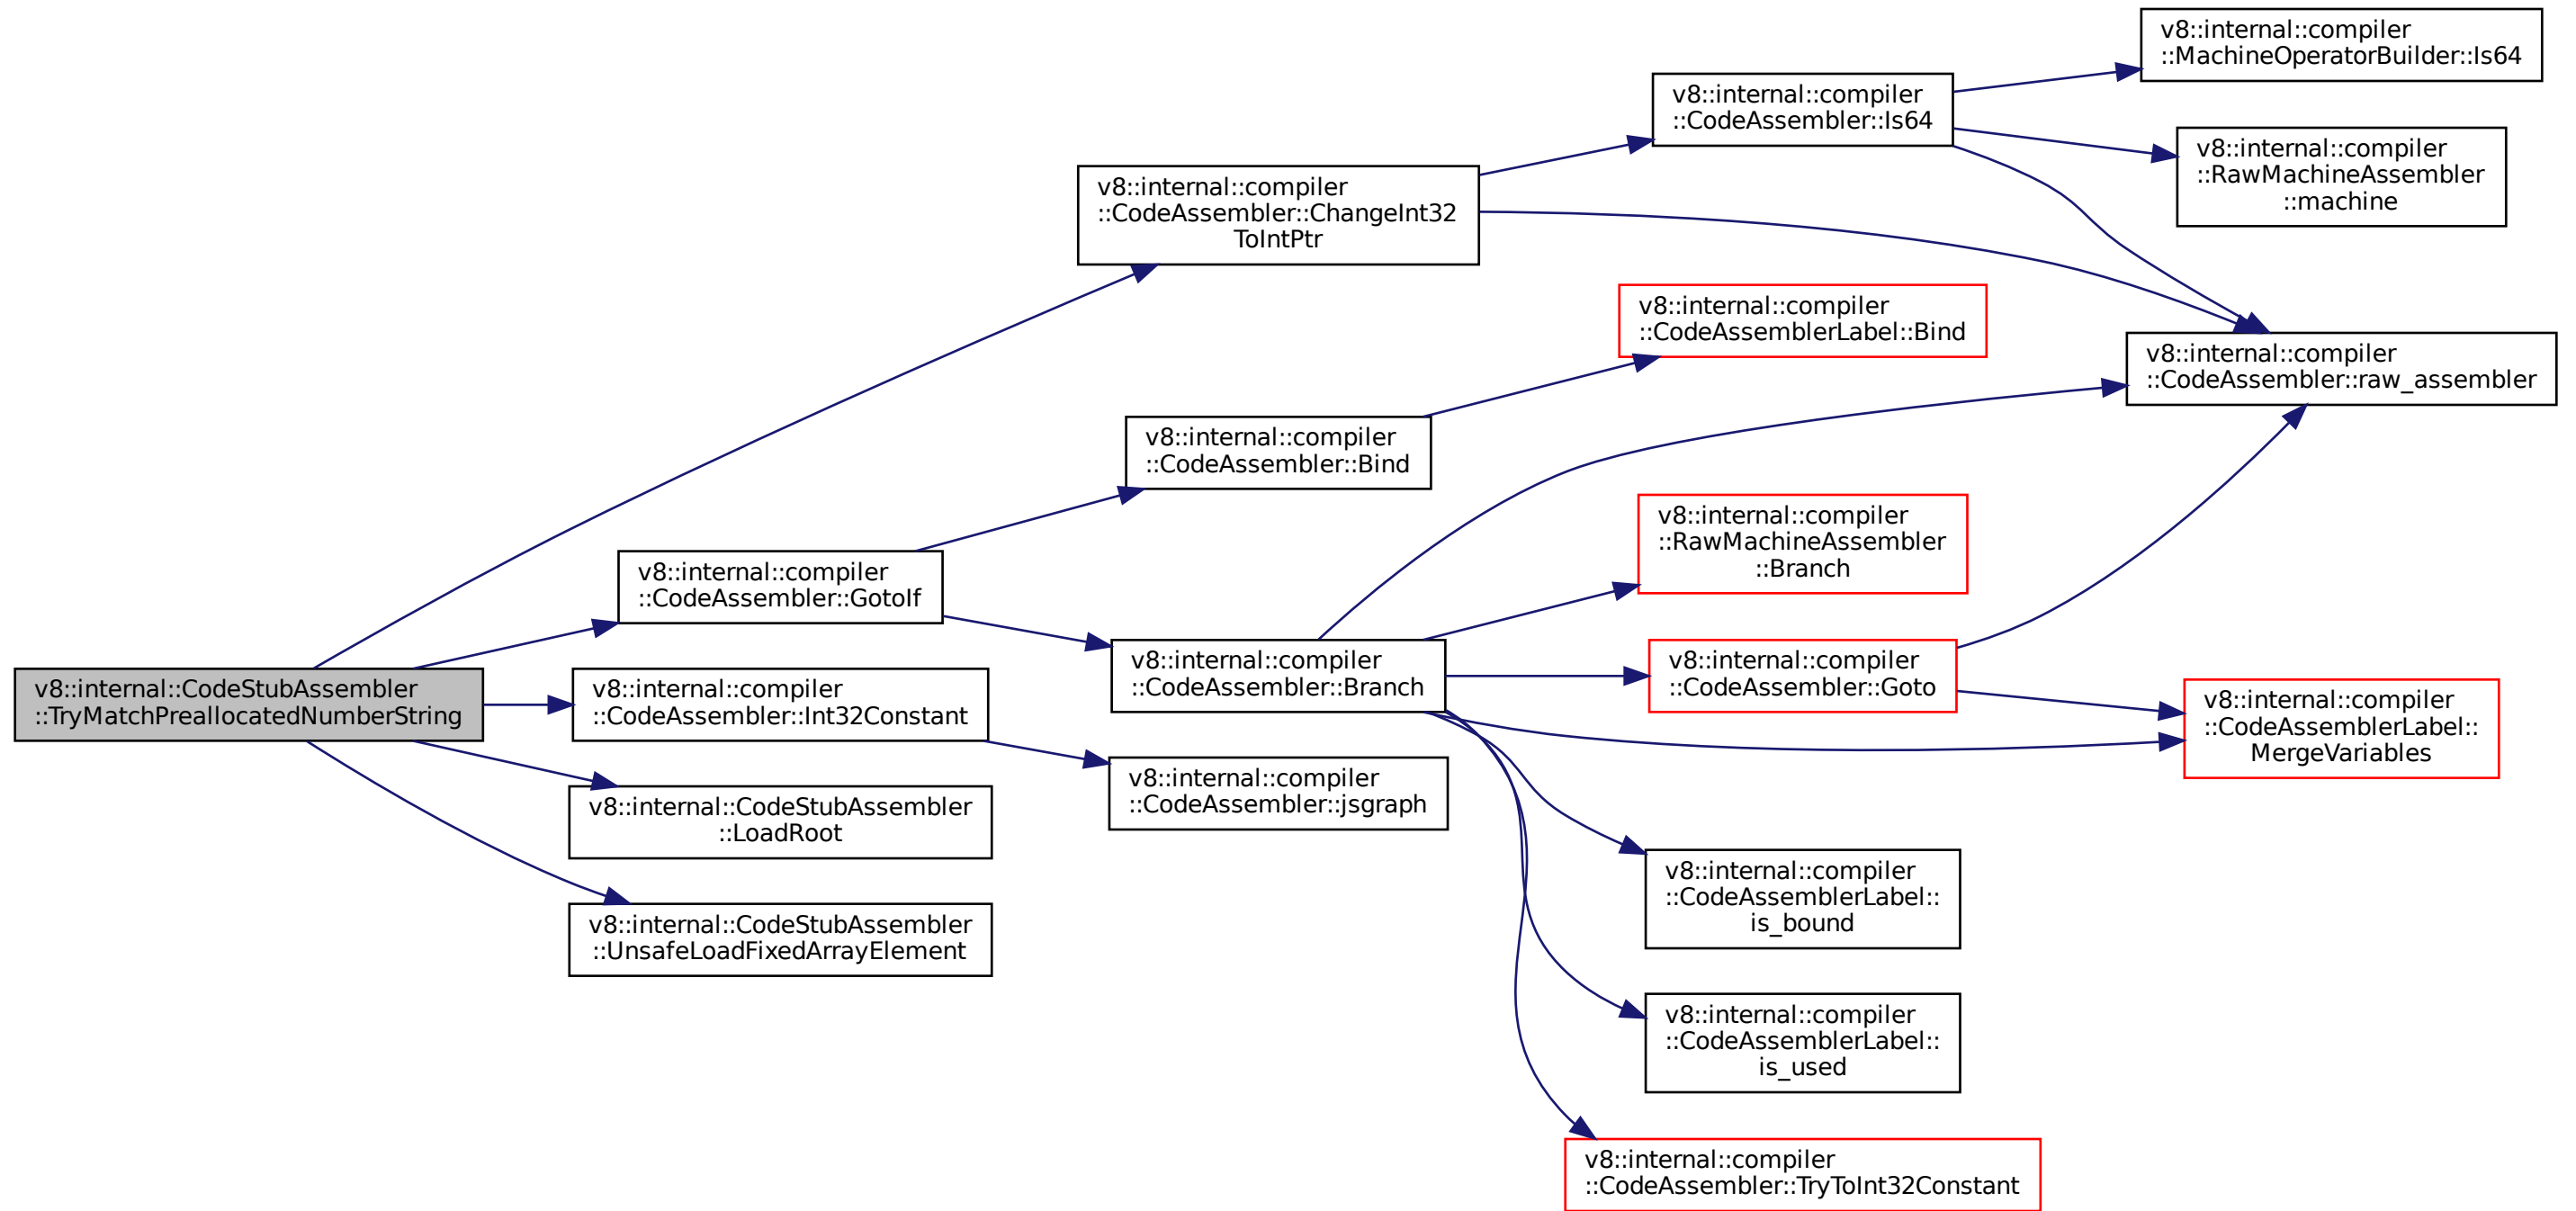 v8::internal::CodeStubAssembler
::TryMatchPreallocatedNumberString
v8::internal::compiler
::CodeAssembler::ChangeInt32
ToIntPtr
v8::internal::compiler
::CodeAssembler::GotoIf
v8::internal::compiler
::CodeAssembler::Int32Constant
v8::internal::CodeStubAssembler
::LoadRoot
v8::internal::CodeStubAssembler
::UnsafeLoadFixedArrayElement
v8::internal::compiler
::CodeAssembler::Bind
v8::internal::compiler
::CodeAssembler::Branch
v8::internal::compiler
::CodeAssembler::jsgraph
v8::internal::compiler
::CodeAssembler::Is64
v8::internal::compiler
::CodeAssemblerLabel::Bind
v8::internal::compiler
::RawMachineAssembler
::Branch
v8::internal::compiler
::CodeAssembler::Goto
v8::internal::compiler
::CodeAssemblerLabel::
is_bound
v8::internal::compiler
::CodeAssemblerLabel::
is_used
v8::internal::compiler
::CodeAssembler::TryToInt32Constant
v8::internal::compiler
::MachineOperatorBuilder::Is64
v8::internal::compiler
::RawMachineAssembler
::machine
v8::internal::compiler
::CodeAssembler::raw_assembler
v8::internal::compiler
::CodeAssemblerLabel::
MergeVariables